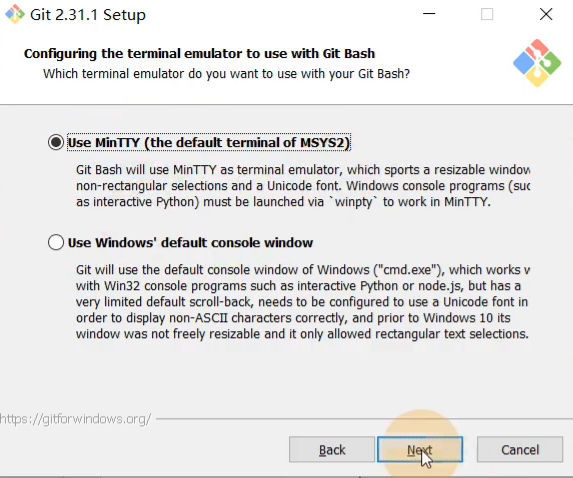 Git 2.31.1 Setup
Configuring the terminal emulator to use with Git Bash
Which terminal emulator do you want to use with your Git Bash?
Use MinTTY (the default terminal of MSYS2)
Git Bash will use MinTTY as terminal emulator, which sports a resizable window
non-rectangular selections and a Unicode font. Windows console programs (suc
as interactive Python) must be launched via `winpty` to work in MinTTY.
Use Windows' default console window
Git will use the default console window of Windows ("cmd.exe"), which works
with Win32 console programs such as interactive Python or node.js, but has a
very limited default scroll-back, needs to be configured to use a Unicode font in
order to display non-ASCII characters correctly, and prior to Windows 10 its
window was not freely resizable and it only allowed rectangular text selections.
https://gitforwindows.org/
Back
Next
Cancel